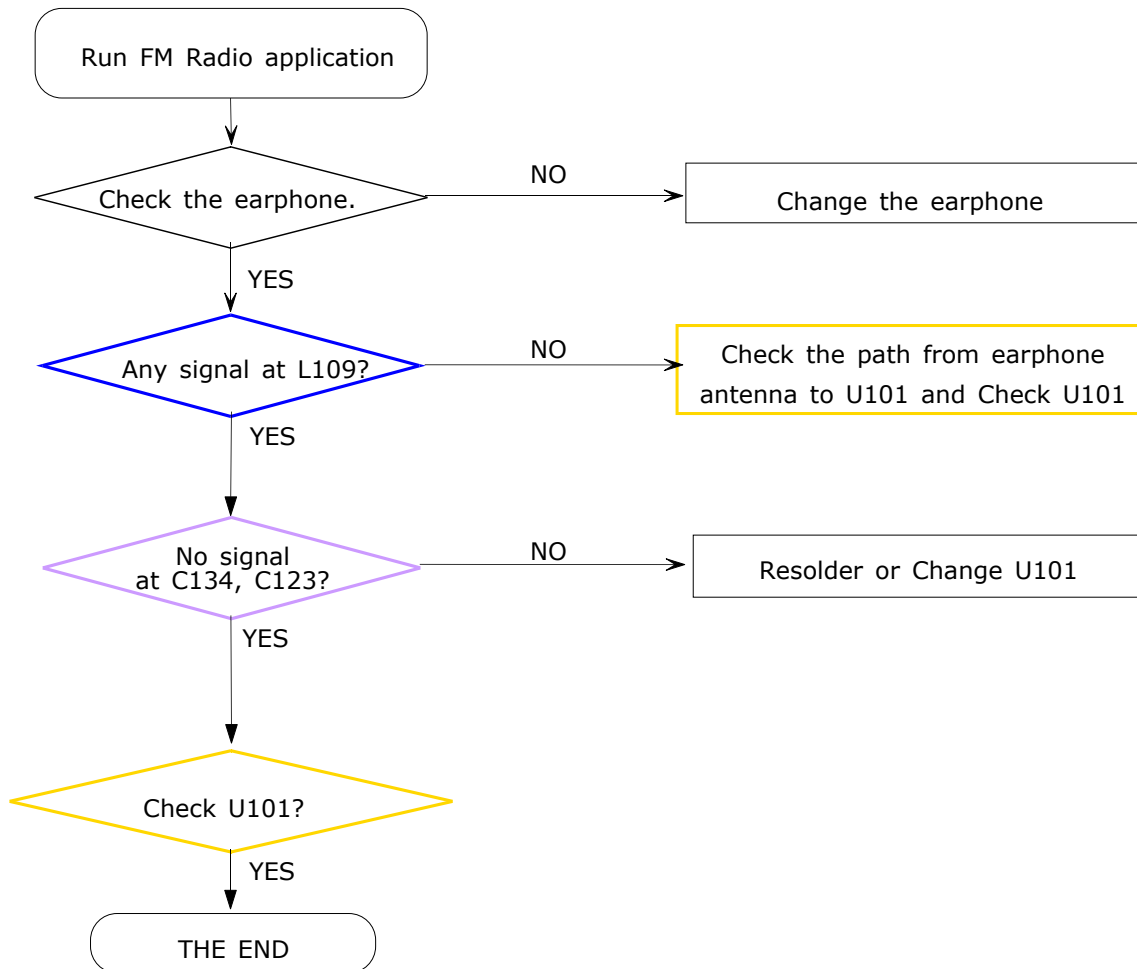 Run FM Radio application
Check the earphone.
NO
Change the earphone
YES
Any signal at L109?
NO
Check the path from earphone
antenna to U101 and Check U101
YES
No signal
at C134, C123?
NO
Resolder or Change U101
YES
Check U101?
YES
THE END